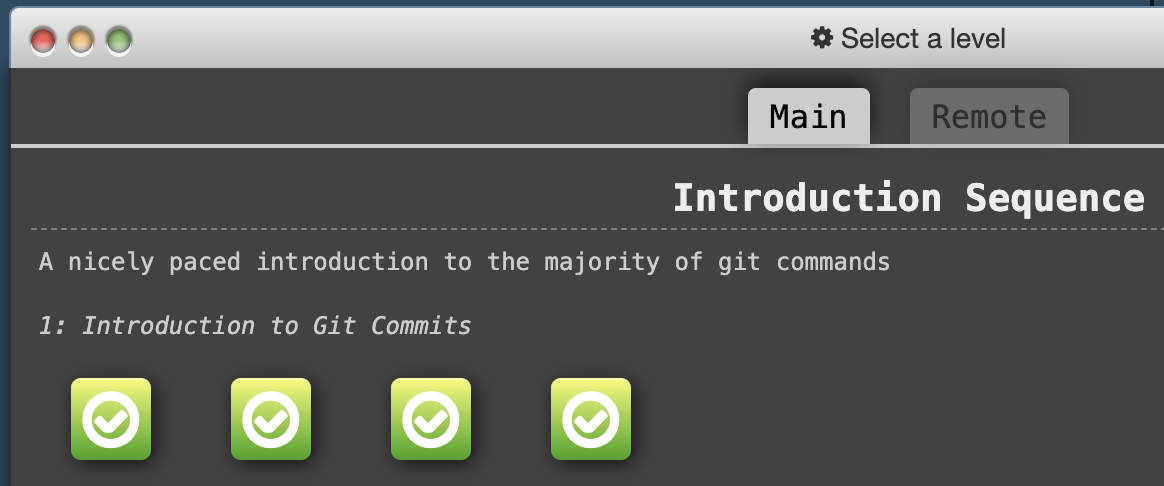 Select a level
Main Remote
Introduction Sequence
A nicely paced introduction to the majority of git commands
1: Introduction to Git Commits